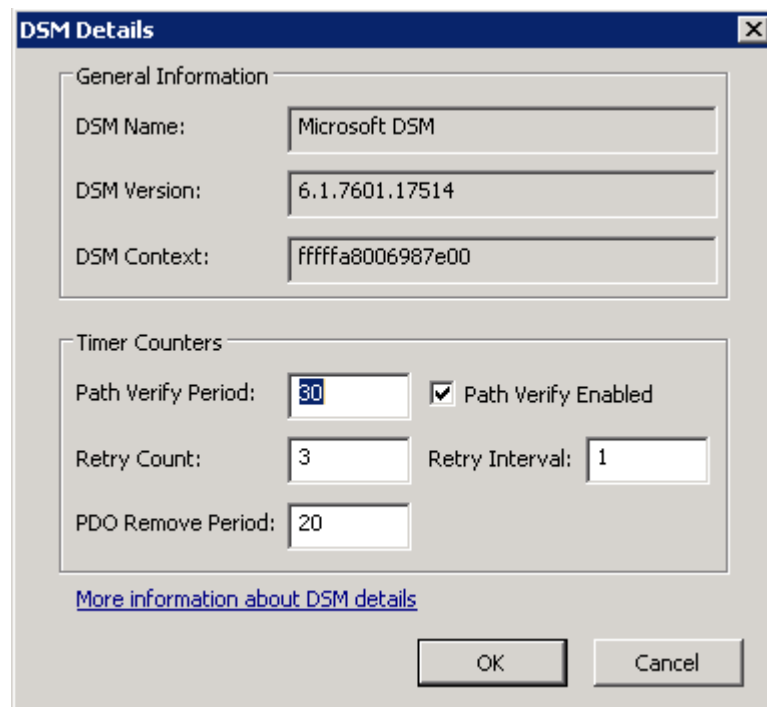 DSM Details
General Information
DSM Name: Microsoft DSM
DSM Version: 6.1.7601.17514
DSM Context: fffffa8006987e00
Timer Counters
Path Verify Period: 30 Path Verify Enabled
Retry Count: 3 Retry Interval: 1
PDO Remove Period: 20
More information about DSM details
OK Cancel